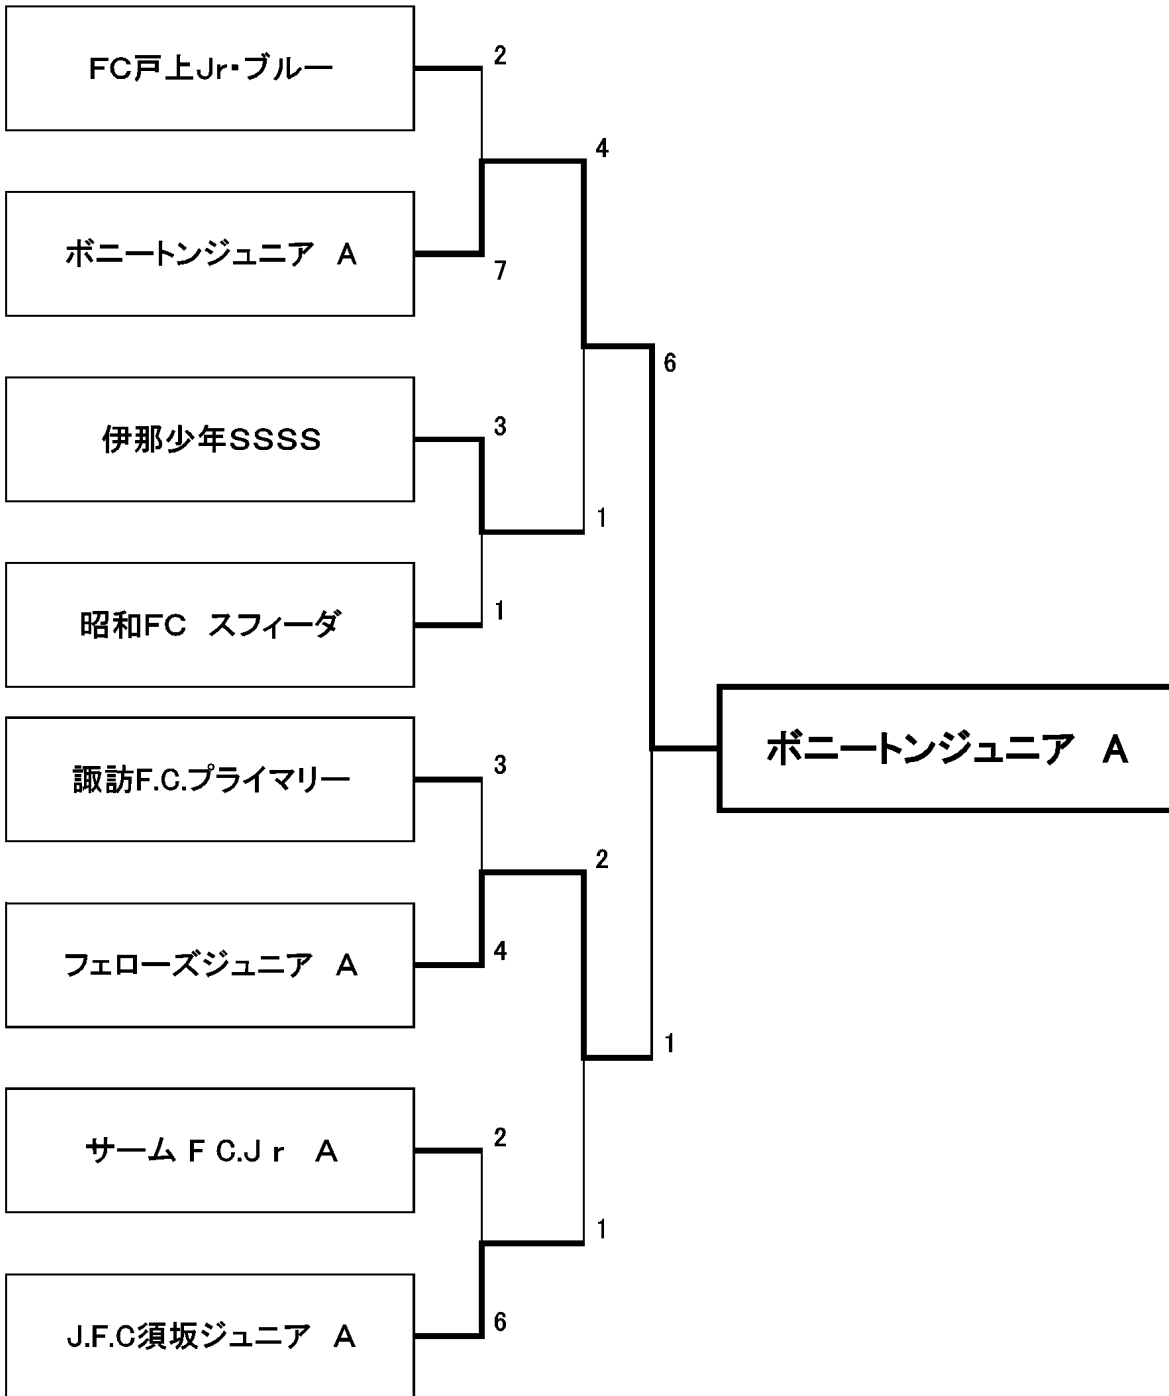 FC戸上Jr・ブルー
2
4
ボニートンジュニア　A
7
6
伊那少年SSSS
3
1
昭和FC　スフィーダ
1
ボニートンジュニア　A
諏訪F.C.プライマリー
3
2
フェローズジュニア　A
4
1
サームＦＣ.Ｊｒ　A
2
1
J.F.C須坂ジュニア　A
6